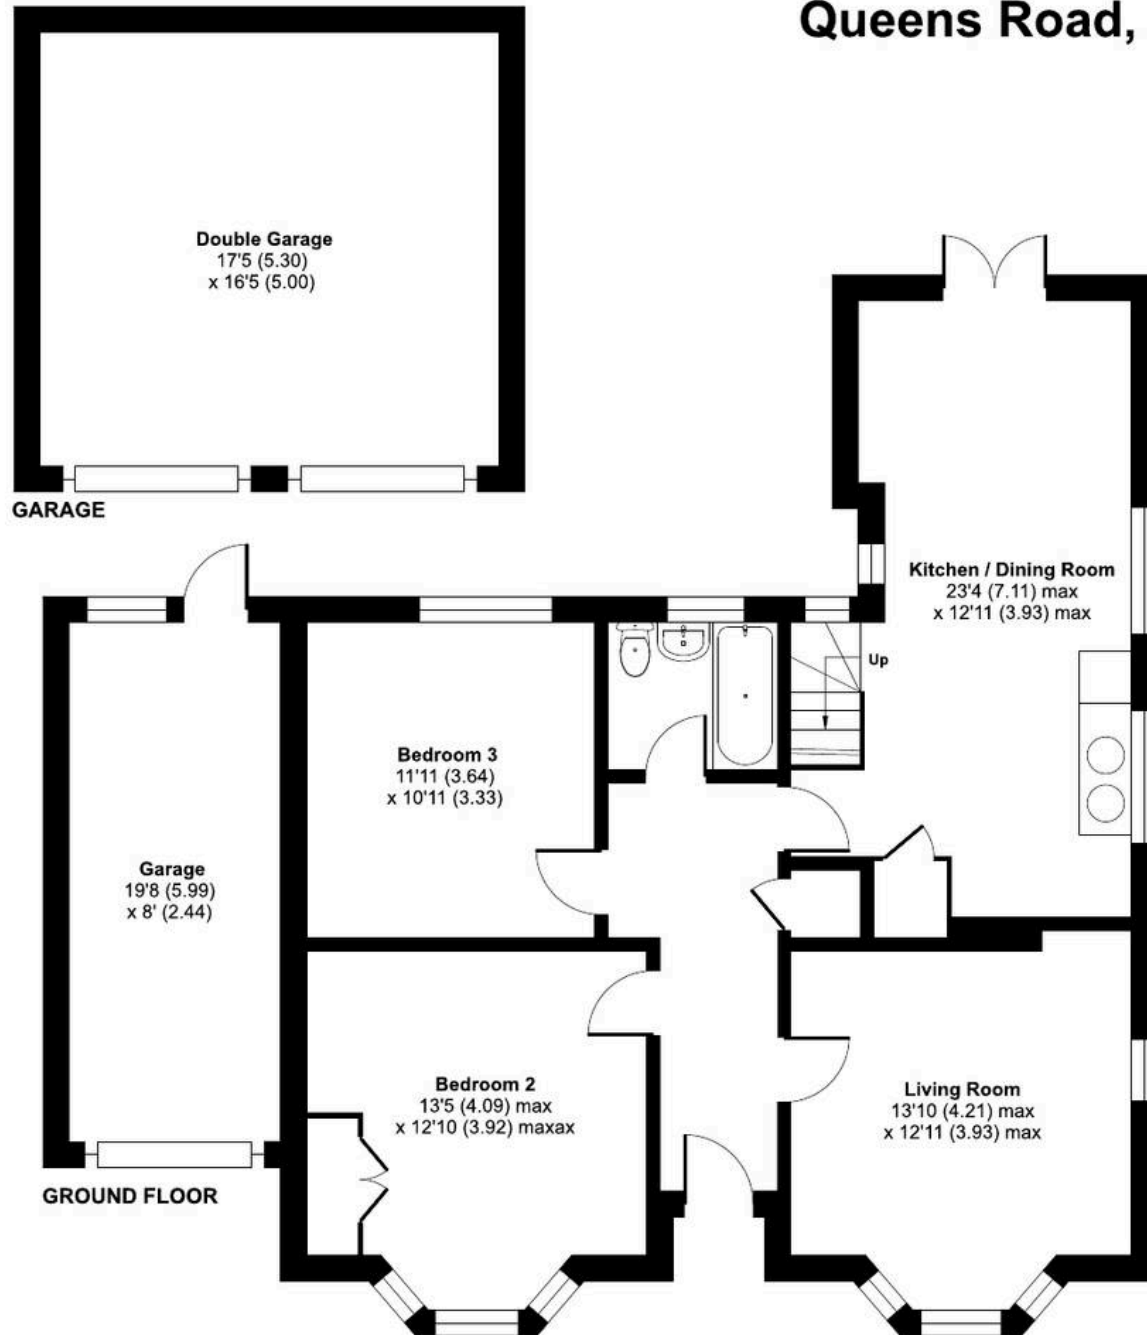 Queens Road,
Double Garage
17'5 (5.30)
x 16'5 (5.00)
GARAGE
Kitchen / Dining Room
23'4 (7.11) max
x 12'11 (3.93) max
Up
Bedroom 3
11'11 (3.64)
x 10'11 (3.33)
Garage
19'8 (5.99)
x 8' (2.44)
Bedroom 2
13'5 (4.09) max
x 12'10 (3.92) maxax
Living Room
13'10 (4.21) max
x 12'11 (3.93) max
GROUND FLOOR